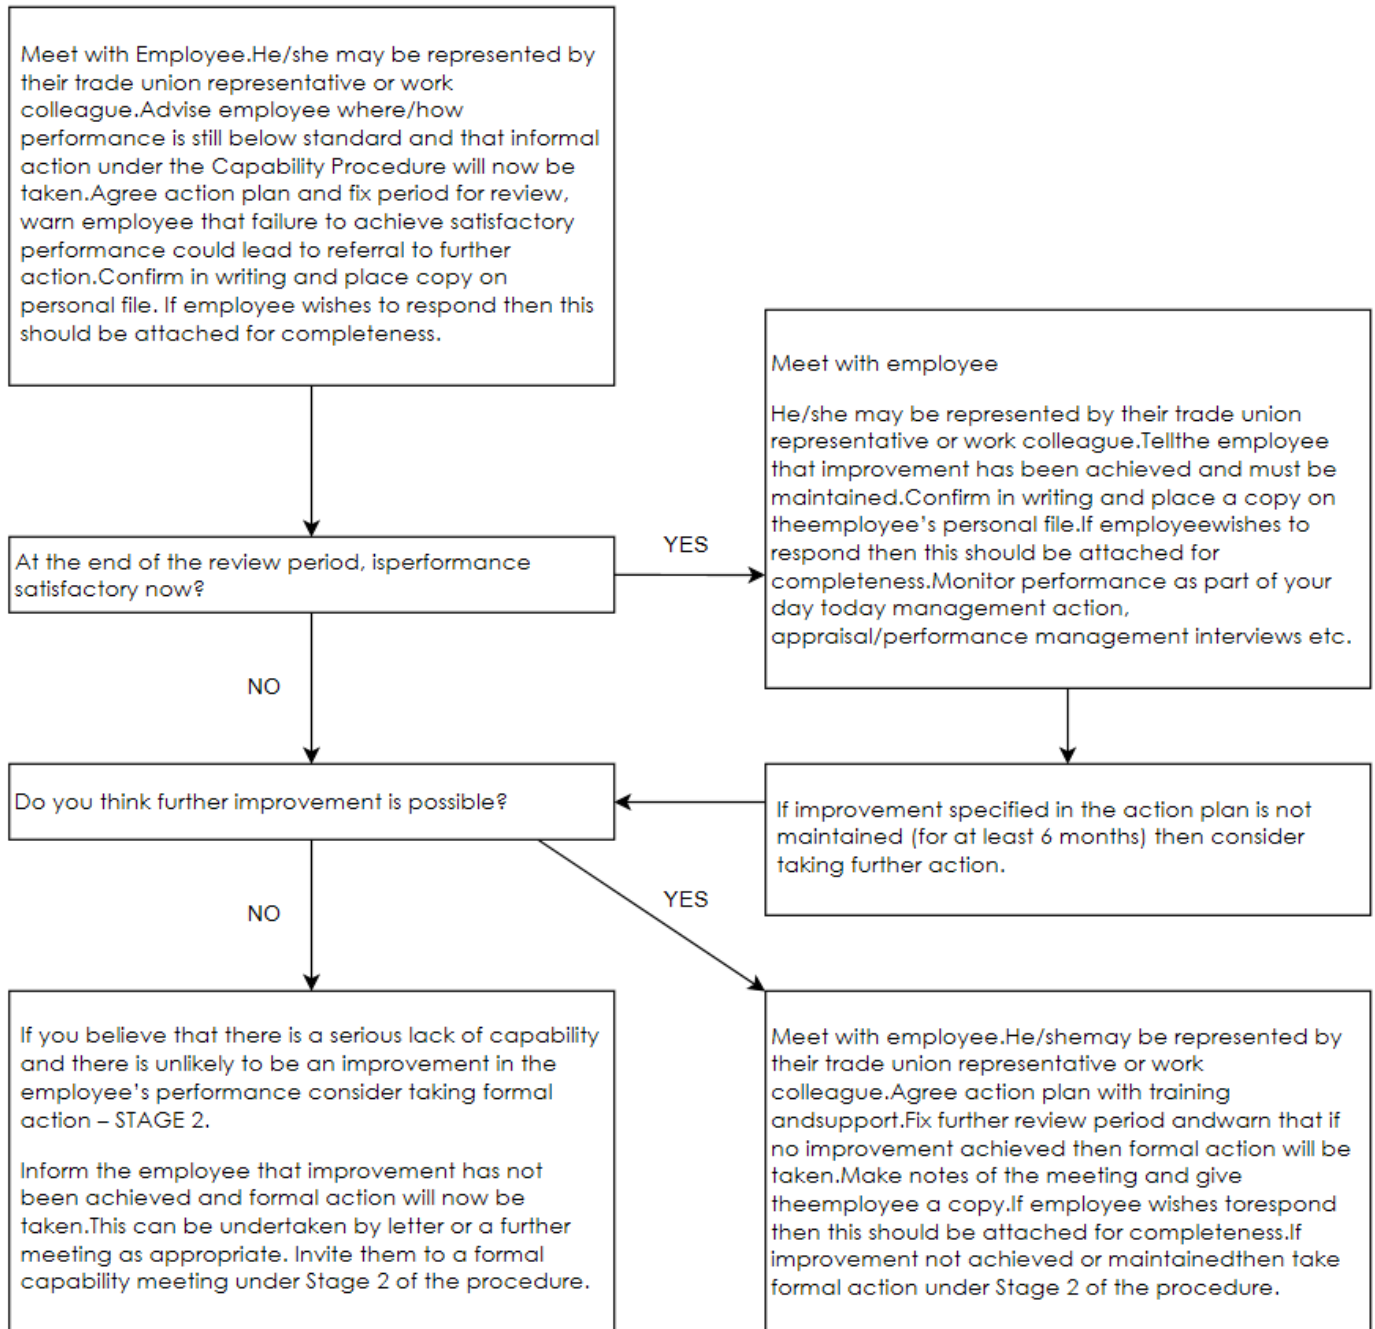 Meet with Employee.He/she may be represented by
their trade union representative or work
colleague.Advise employee where/how
performance is still below standard and that informal
action under the Capability Procedure will now be
taken.Agree action plan and fix period for review,
warn employee that failure to achieve satisfactory
performance could lead to referral to further
action.Confirm in writing and place copy on
personal file. If employee wishes to respond then this
should be attached for completeness.
At the end of the review period, isperformance
satisfactory now?
YES
Meet with employee
He/she may be represented by their trade union
representative or work colleague.Tellthe employee
that improvement has been achieved and must be
maintained.Confirm in writing and place a copy on
theemployee's personal file.If employeewishes to
respond then this should be attached for
completeness.Monitor performance as part of your
day today management action,
appraisal/performance management interviews etc.
NO
Do you think further improvement is possible?
If improvement specified in the action plan is not
maintained (for at least 6 months) then consider
taking further action.
NO
YES
If you believe that there is a serious lack of capability
and there is unlikely to be an improvement in the
employee's performance consider taking formal
action – STAGE 2.
Inform the employee that improvement has not
been achieved and formal action will now be
taken.This can be undertaken by letter or a further
meeting as appropriate. Invite them to a formal
capability meeting under Stage 2 of the procedure.
Meet with employee.He/shemay be represented by
their trade union representative or work
colleague.Agree action plan with training
andsupport.Fix further review period andwarn that if
no improvement achieved then formal action will be
taken.Make notes of the meeting and give
theemployee a copy.If employee wishes torespond
then this should be attached for completeness.If
improvement not achieved or maintainedthen take
formal action under Stage 2 of the procedure.